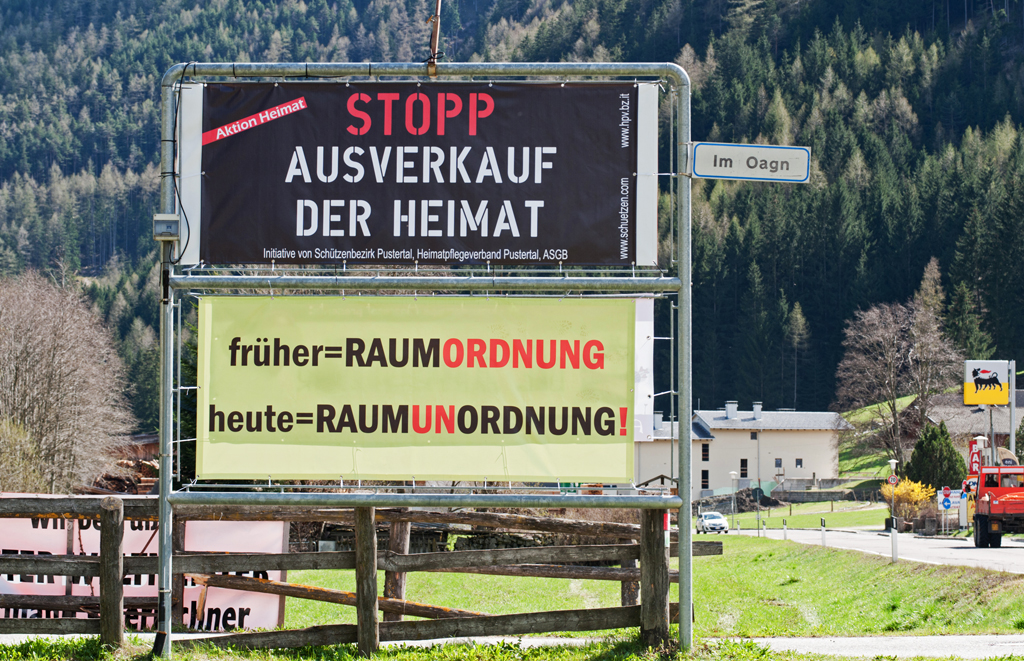 Aktion Heimat
STOPP
AUSVERKAUF
DER HEIMAT
Initiative von Schützenbezirk Pustertal, Heimatpflegeverband Pustertal, ASGB
www.schuetzen.com
www.hpv.bz.it
Im Oagn
früher=RAUMORDNUNG
heute=RAUMUNORDNUNG!
BAR